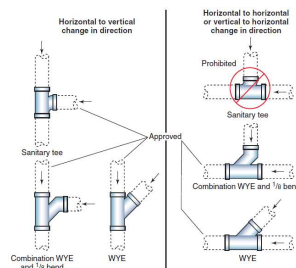 Horizontal to vertical
change in direction
Horizontal to horizontal
or vertical to horizontal
change in direction
Prohibited
Sanitary tee
Sanitary tee
Approved
Combination WYE and 1/8 ben
Combination WYE
and 1/8 bend
WYE
WYE